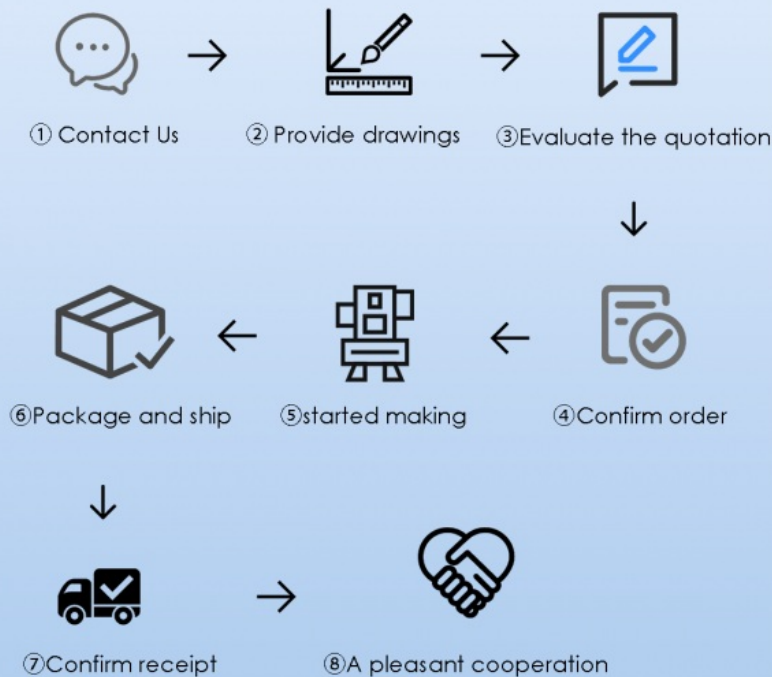 ① Contact Us
② Provide drawings
③Evaluate the quotation
④Confirm order
⑤started making
⑥Package and ship
⑦Confirm receipt
⑧A pleasant cooperation